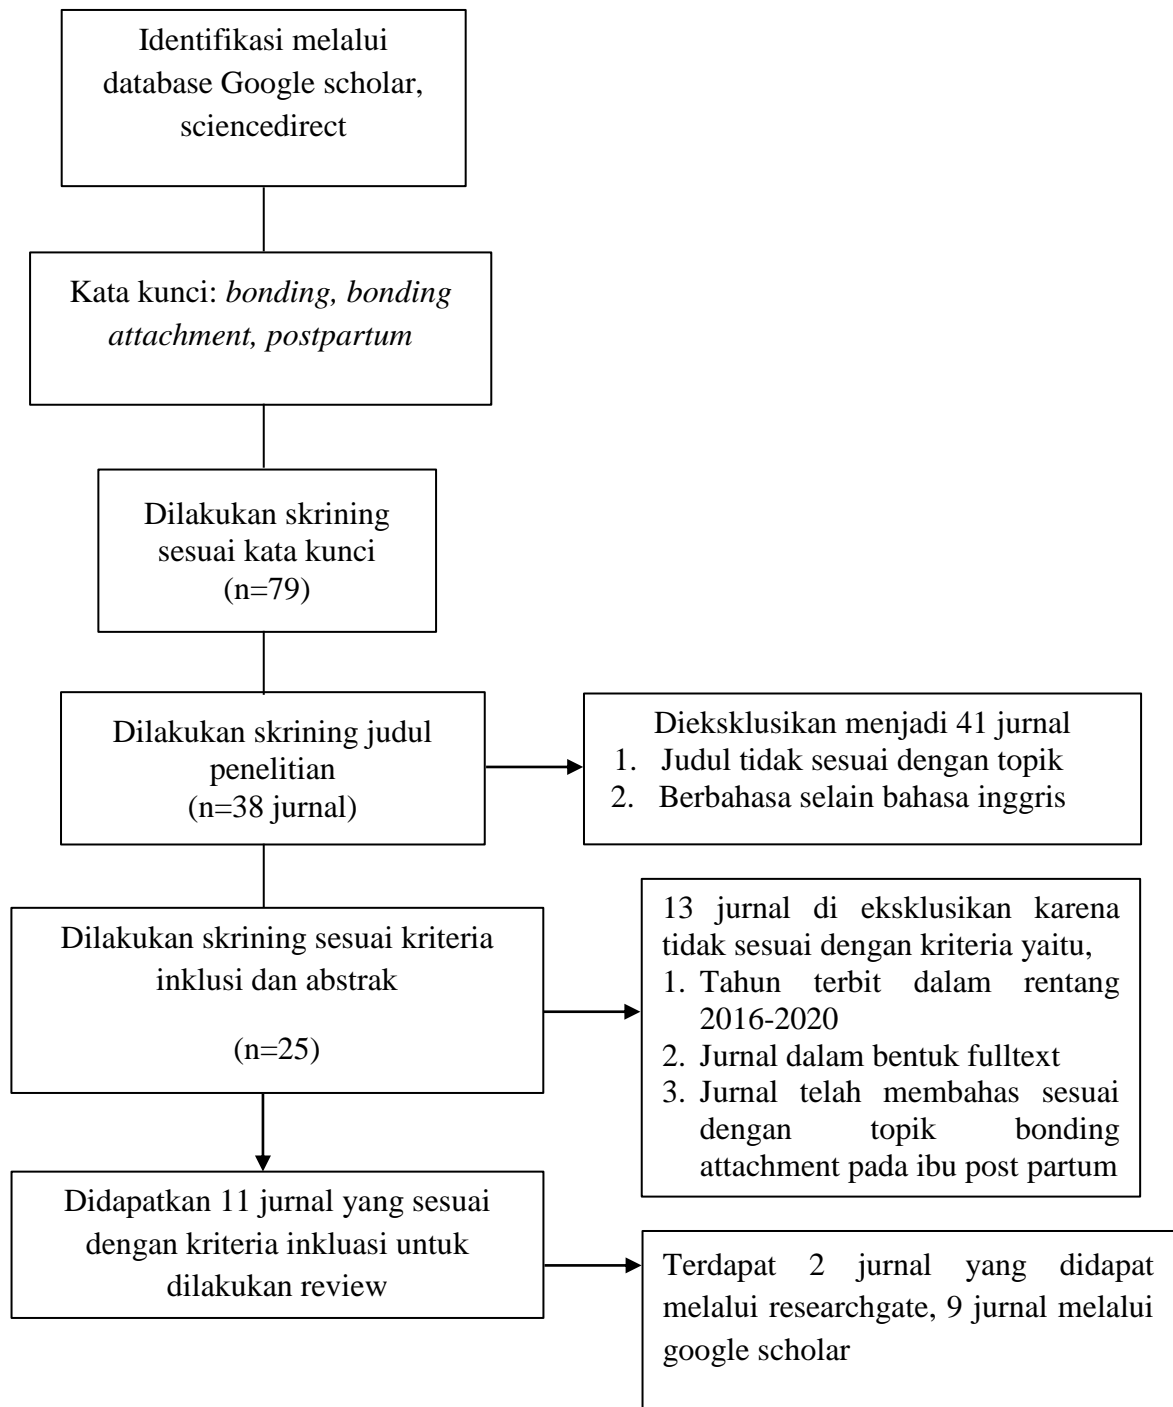 Identifikasi melalui
database Google scholar,
sciencedirect
Kata kunci: bonding, bonding
attachment, postpartum
Dilakukan skrining
sesuai kata kunci
(n=79)
Dilakukan skrining judul
penelitian
(n=38 jurnal)
Dieksklusikan menjadi 41 jurnal
1. Judul tidak sesuai dengan topik
2. Berbahasa selain bahasa inggris
Dilakukan skrining sesuai kriteria
inklusi dan abstrak
(n=25)
13 jurnal di eksklusikan karena
tidak sesuai dengan kriteria yaitu,
1. Tahun terbit dalam rentang
2016-2020
2. Jurnal dalam bentuk fulltext
3. Jurnal telah membahas sesuai
dengan topik bonding
attachment pada ibu post partum
Didapatkan 11 jurnal yang sesuai
dengan kriteria inkluasi untuk
dilakukan review
Terdapat 2 jurnal yang didapat
melalui researchgate, 9 jurnal melalui
google scholar